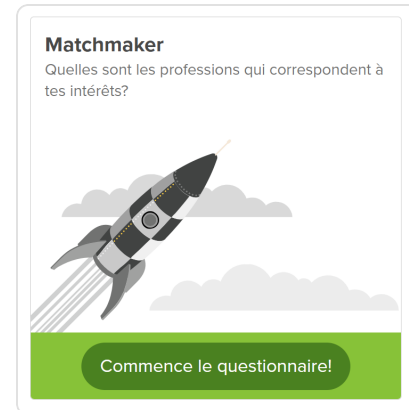 Matchmaker
Quelles sont les professions qui correspondent à
tes intérêts?
Commence le questionnaire!